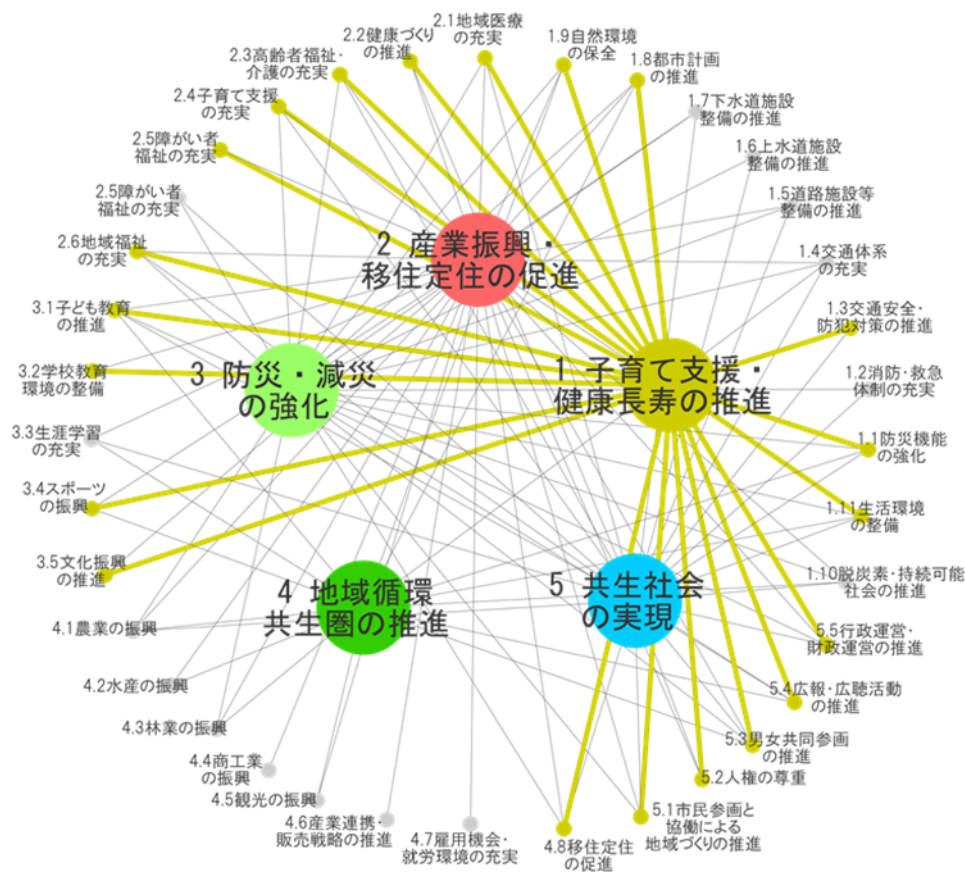 2.1地域医療
の充実
1.9自然環境
の保全
1.8都市計画
の推進
1.7下水道施設
整備の推進
1.6上水道施設
整備の推進
1.5道路施設等
整備の推進
1.4交通体系
の充実
1.3交通安全・
防犯対策の推進
1.2消防・救急
体制の充実
1.1防災機能
の強化
1.11生活環境
の整備
1.10脱炭素・持続可能
社会の推進
5.5行政運営・
財政運営の推進
5.4広報・広聴活動
の推進
5.3男女共同参画
の推進
5.2人権の尊重
5.1市民参画と
協働による
地域づくりの推進
4.8移住定住
の促進
4.7雇用機会・
就労環境の充実
4.6産業連携・
販売戦略の推進
4.5観光の振興
4.4商工業
の振興
4.3林業の振興
4.2水産の振興
4.1農業の振興
3.5文化振興
の推進
3.4スポーツ
の振興
3.3生涯学習
の充実
3.2学校教育
環境の整備
3.1子ども教育
の推進
2.6地域福祉
の充実
2.5障がい者
福祉の充実
2.5障がい者
福祉の充実
2.4子育て支援
の充実
2.3高齢者福祉・
介護の充実
2.2健康づくり
の推進
2 産業振興・
移住定住の促進
1 子育て支援・
健康長寿の推進
3 防災・減災
の強化
4 地域循環
共生圏の推進
5 共生社会
の実現